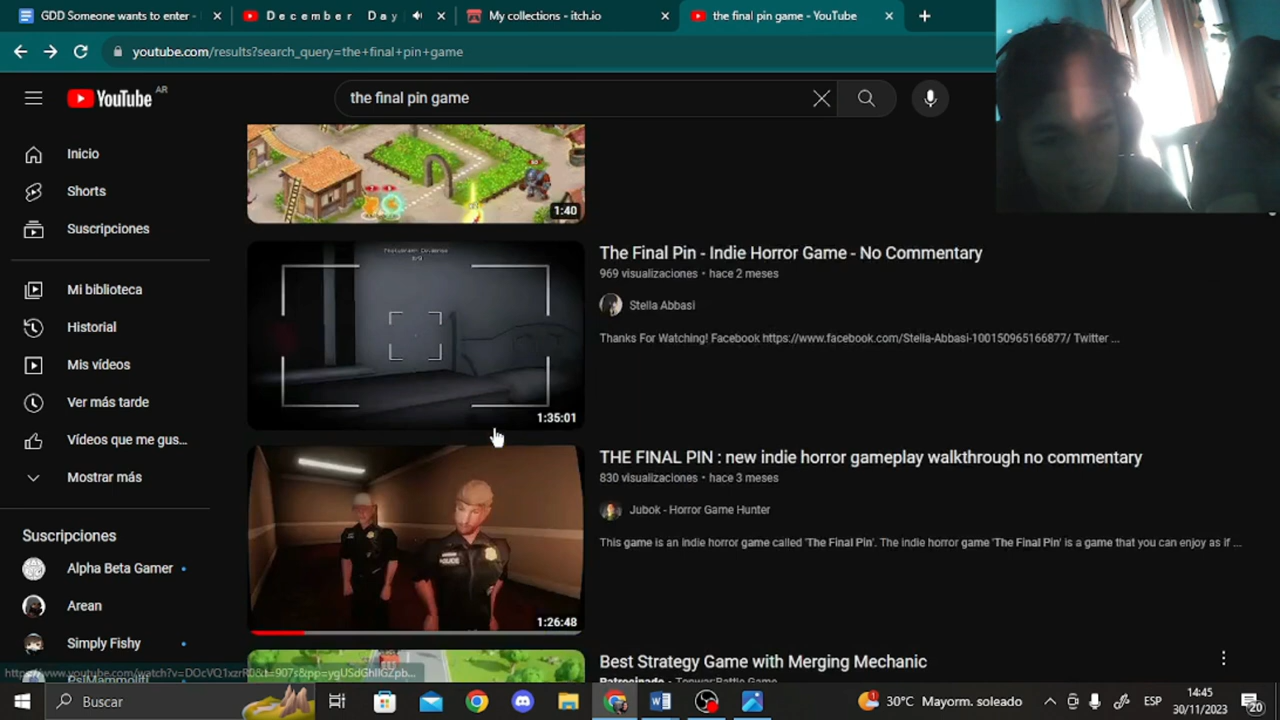 GDD Someone wants to enter -
D e c e m b e r D a y
My collections - itch.io
the final pin game - YouTube
youtube.com/results?search_query=the+final+pin+game
YouTube AR
the final pin game
Inicio
Shorts
Suscripciones
Mi biblioteca
Historial
Mis vídeos
Ver más tarde
Vídeos que me gus...
Mostrar más
Suscripciones
Alpha Beta Gamer
Arean
Simply Fishy
1:40
1:35:01
The Final Pin - Indie Horror Game - No Commentary
969 visualizaciones • hace 2 meses
Stella Abbasi
Thanks For Watching! Facebook https://www.facebook.com/Stella-Abbasi-100150965166877/ Twitter ...
POLICE
1:26:48
THE FINAL PIN : new indie horror gameplay walkthrough no commentary
830 visualizaciones • hace 3 meses
Jubok - Horror Game Hunter
This game is an indie horror game called 'The Final Pin'. The indie horror game 'The Final Pin' is a game that you can enjoy as if ...
Best Strategy Game with Merging Mechanic
Buscar
30°C Mayorm. soleado
ESP
14:45
30/11/2023
20